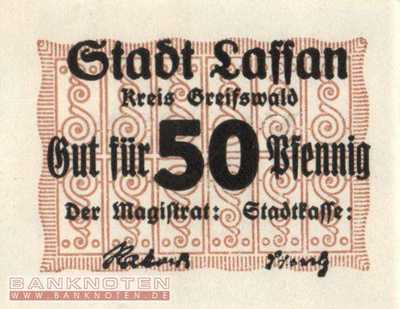 Stadt Lassan
Kreis Greifswald
Gut für 50 Pfennig
Der Magistrat: Stadtkasse:
BANKNOTEN
WWW.BANKNOTEN.DE